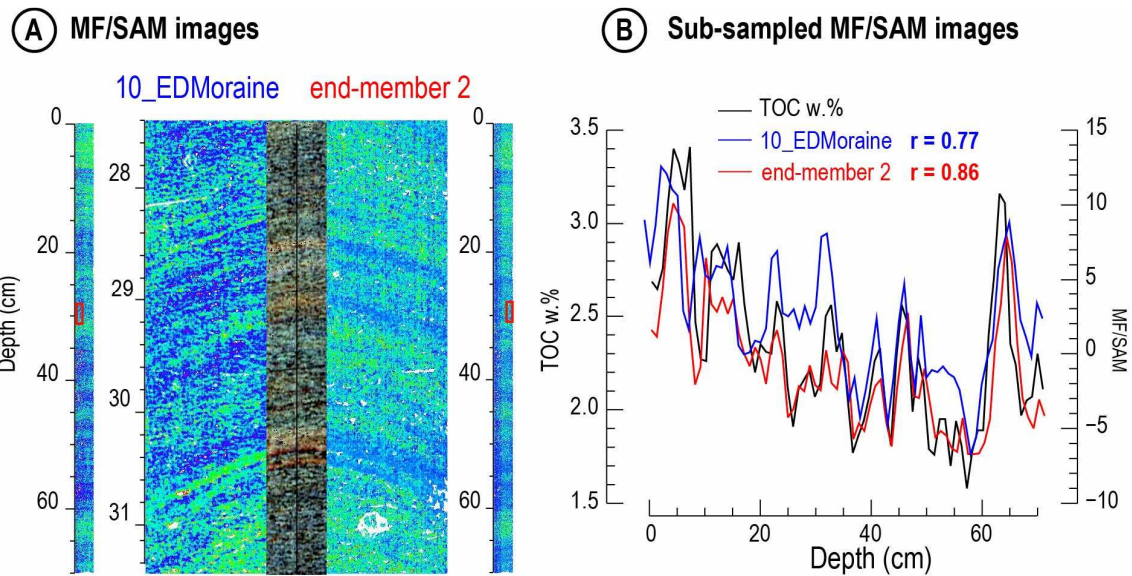 A MF/SAM images
10_EDMoraine end-member 2
Depth (cm)
0
20
40
60
28
29
30
31
0
20
40
60
B Sub-sampled MF/SAM images
TOC w.%
10_EDMoraine r = 0.77
end-member 2 r = 0.86
TOC w.%
3.5
3.0
2.5
2.0
1.5
15
10
5
0
−5
−10
MF/SAM
0 20 40 60
Depth (cm)